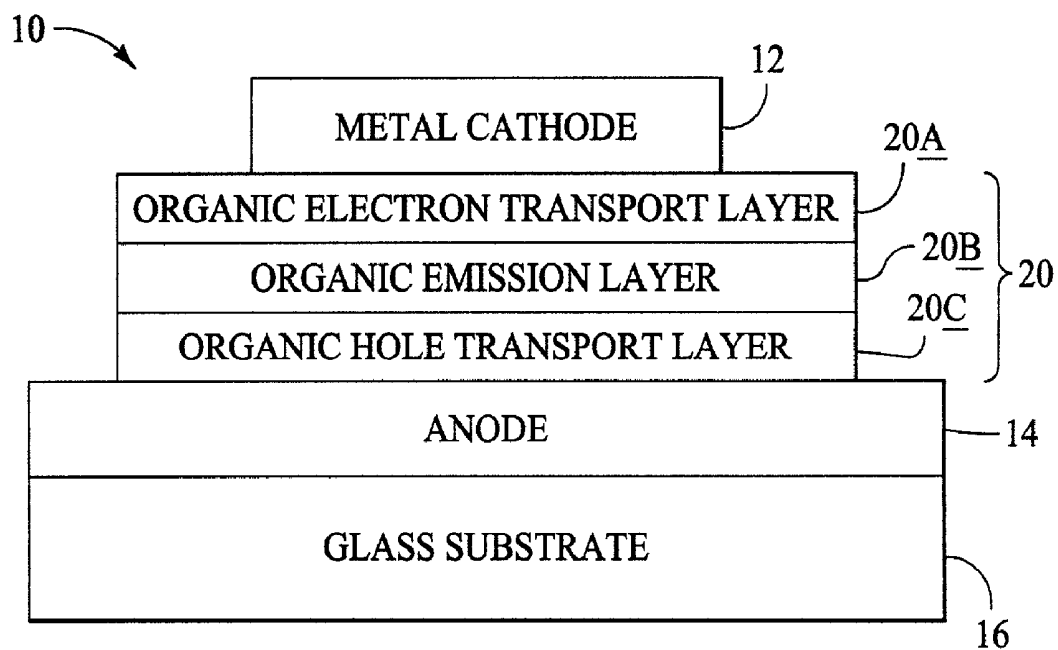 10
12
METAL CATHODE
20A
ORGANIC ELECTRON TRANSPORT LAYER
20B
ORGANIC EMISSION LAYER
20
20C
ORGANIC HOLE TRANSPORT LAYER
ANODE
14
GLASS SUBSTRATE
16